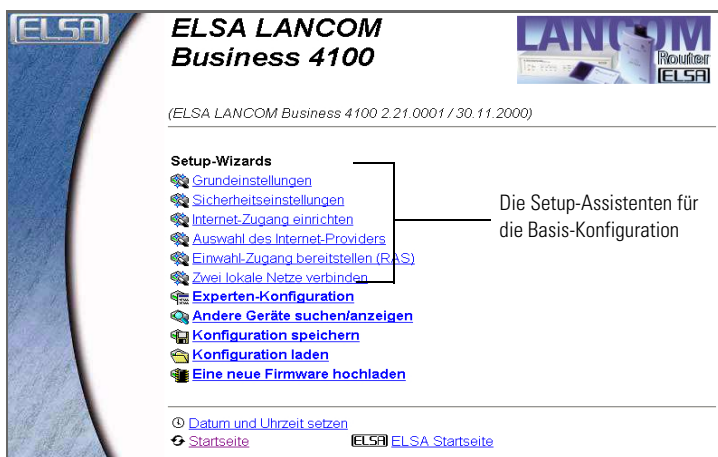 ELSA
ELSA LANCOM
Business 4100
LANCOM
Router
ELSA
(ELSA LANCOM Business 4100 2.21.0001 / 30.11.2000)
Setup-Wizards
Grundeinstellungen
Sicherheitseinstellungen
Internet-Zugang einrichten
Auswahl des Internet-Providers
Einwahl-Zugang bereitstellen (RAS)
Zwei lokale Netze verbinden
Die Setup-Assistenten für
die Basis-Konfiguration
Experten-Konfiguration
Andere Geräte suchen/anzeigen
Konfiguration speichern
Konfiguration laden
Eine neue Firmware hochladen
Datum und Uhrzeit setzen
Startseite
ELSA ELSA Startseite